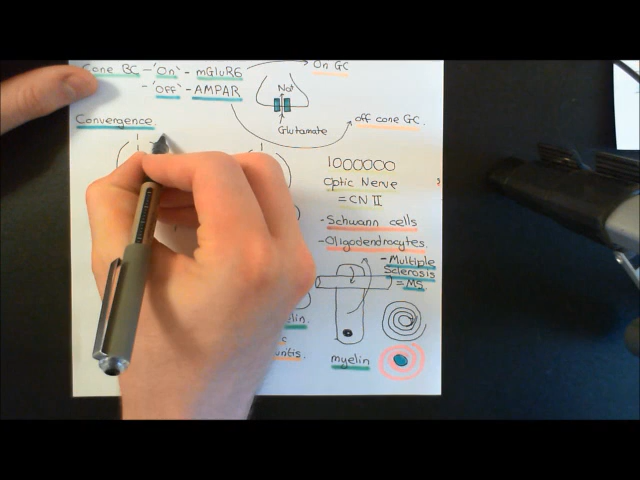 Cone BC - 'On' - mGluR6
On GC
- 'Off' - AMPAR
Na+
Glutamate
off cone GC.
Convergence.
1000000
Optic Nerve
= CN II
- Schwann cells
- Oligodendrocytes.
- Multiple
Sclerosis
= MS.
myelin